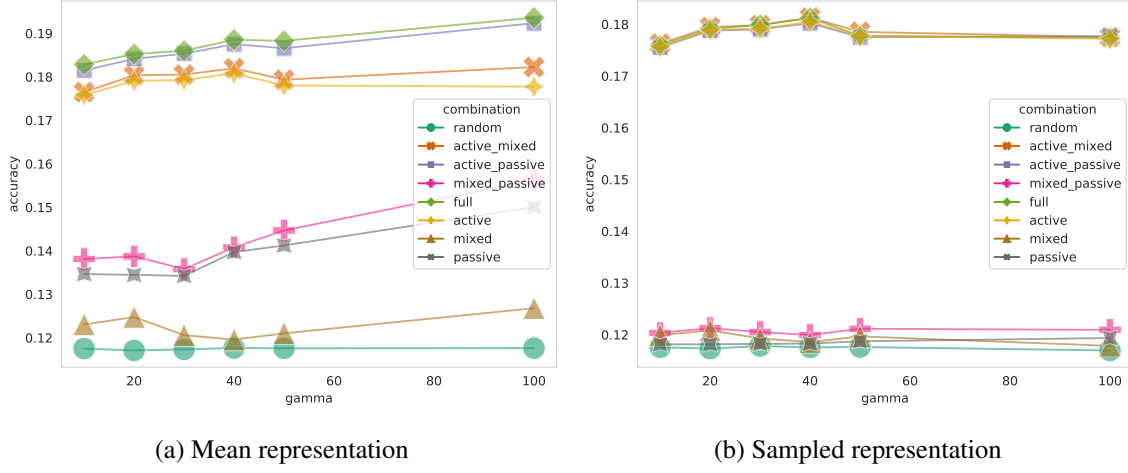 0.19
0.18
0.17
0.16
0.15
0.14
0.13
0.12
accuracy
20
40
60
80
100
gamma
combination
random
active_mixed
active_passive
mixed_passive
full
active
mixed
passive
(a) Mean representation
0.18
0.17
0.16
0.15
0.14
0.13
0.12
accuracy
20
40
60
80
100
gamma
combination
random
active_mixed
active_passive
mixed_passive
full
active
mixed
passive
(b) Sampled representation